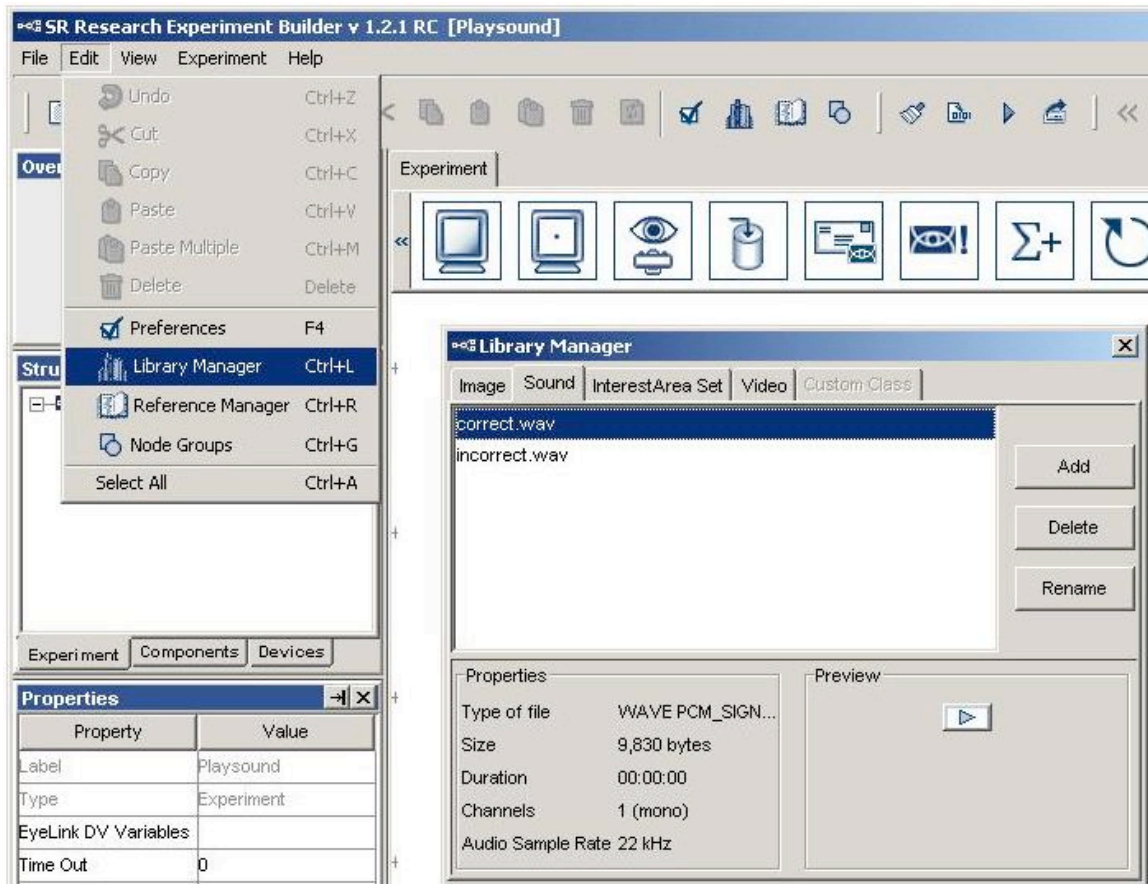 SR Research Experiment Builder v 1.2.1 RC [Playsound]
File Edit View Experiment Help
Undo Ctrl+Z
Cut Ctrl+X
Copy Ctrl+C
Paste Ctrl+V
Paste Multiple Ctrl+M
Delete Delete
Preferences F4
Library Manager Ctrl+L
Reference Manager Ctrl+R
Node Groups Ctrl+G
Select All Ctrl+A
Over
Stru
Experiment
Σ+
Library Manager
Image Sound InterestArea Set Video Custom Class
correct.wav
incorrect.wav
Add
Delete
Rename
Properties
Type of file WAVE PCM_SIGN...
Size 9,830 bytes
Duration 00:00:00
Channels 1 (mono)
Audio Sample Rate 22 kHz
Preview
Experiment Components Devices
Properties
Property Value
Label Playsound
Type Experiment
EyeLink DV Variables
Time Out 0